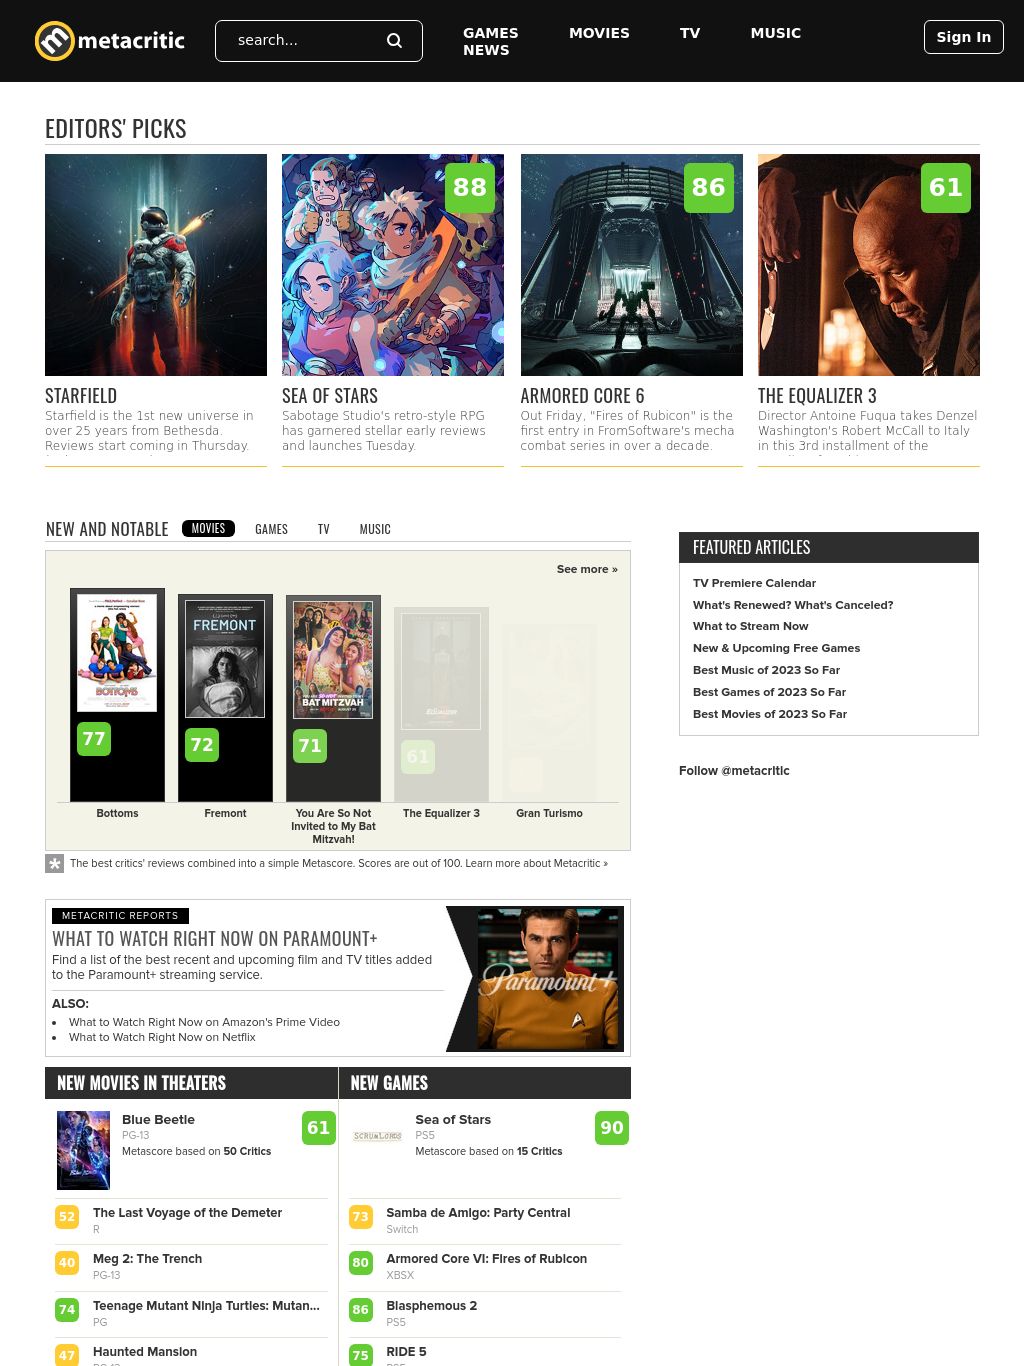 metacritic
search...
GAMES
MOVIES
TV
MUSIC
NEWS
Sign In
EDITORS' PICKS
88
86
61
STARFIELD
Starfield is the 1st new universe in
over 25 years from Bethesda.
Reviews start coming in Thursday.
SEA OF STARS
Sabotage Studio's retro-style RPG
has garnered stellar early reviews
and launches Tuesday.
ARMORED CORE 6
Out Friday, "Fires of Rubicon" is the
first entry in FromSoftware's mecha
combat series in over a decade.
THE EQUALIZER 3
Director Antoine Fuqua takes Denzel
Washington's Robert McCall to Italy
in this 3rd installment of the
NEW AND NOTABLE
MOVIES
GAMES
TV
MUSIC
See more »
BOTTOMS
FREMONT
BAT MITZVAH
77
72
71
61
Bottoms
Fremont
You Are So Not
Invited to My Bat
Mitzvah!
The Equalizer 3
Gran Turismo
* The best critics' reviews combined into a simple Metascore. Scores are out of 100. Learn more about Metacritic »
FEATURED ARTICLES
TV Premiere Calendar
What's Renewed? What's Canceled?
What to Stream Now
New & Upcoming Free Games
Best Music of 2023 So Far
Best Games of 2023 So Far
Best Movies of 2023 So Far
Follow @metacritic
METACRITIC REPORTS
WHAT TO WATCH RIGHT NOW ON PARAMOUNT+
Find a list of the best recent and upcoming film and TV titles added
to the Paramount+ streaming service.
ALSO:
• What to Watch Right Now on Amazon's Prime Video
• What to Watch Right Now on Netflix
Paramount+
NEW MOVIES IN THEATERS
Blue Beetle
PG-13
Metascore based on 50 Critics
61
52 The Last Voyage of the Demeter
R
40 Meg 2: The Trench
PG-13
74 Teenage Mutant Ninja Turtles: Mutan...
PG
47 Haunted Mansion
PG-13
NEW GAMES
SCRUMLORDS
Sea of Stars
PS5
Metascore based on 15 Critics
90
73 Samba de Amigo: Party Central
Switch
80 Armored Core VI: Fires of Rubicon
XBSX
86 Blasphemous 2
PS5
75 RIDE 5
PS5